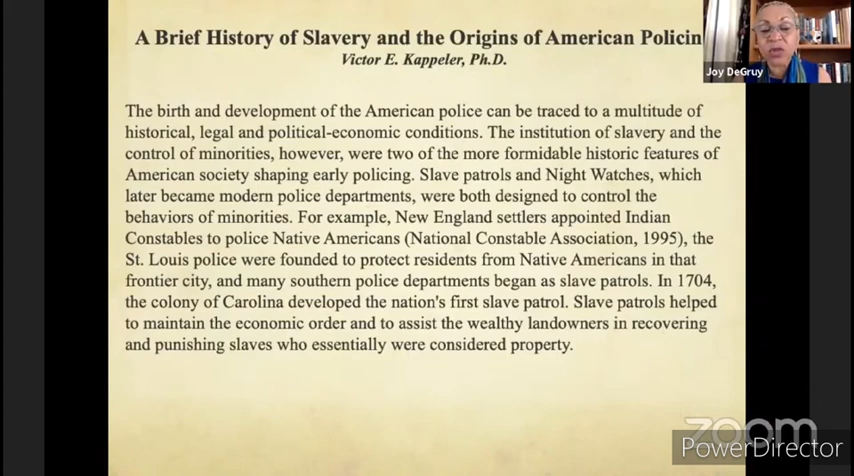 A Brief History of Slavery and the Origins of American Policin
Victor E. Kappeler, Ph.D.
Joy DeGruy
The birth and development of the American police can be traced to a multitude of
historical, legal and political-economic conditions. The institution of slavery and the
control of minorities, however, were two of the more formidable historic features of
American society shaping early policing. Slave patrols and Night Watches, which
later became modern police departments, were both designed to control the
behaviors of minorities. For example, New England settlers appointed Indian
Constables to police Native Americans (National Constable Association, 1995), the
St. Louis police were founded to protect residents from Native Americans in that
frontier city, and many southern police departments began as slave patrols. In 1704,
the colony of Carolina developed the nation's first slave patrol. Slave patrols helped
to maintain the economic order and to assist the wealthy landowners in recovering
and punishing slaves who essentially were considered property.
zoom
PowerDirector